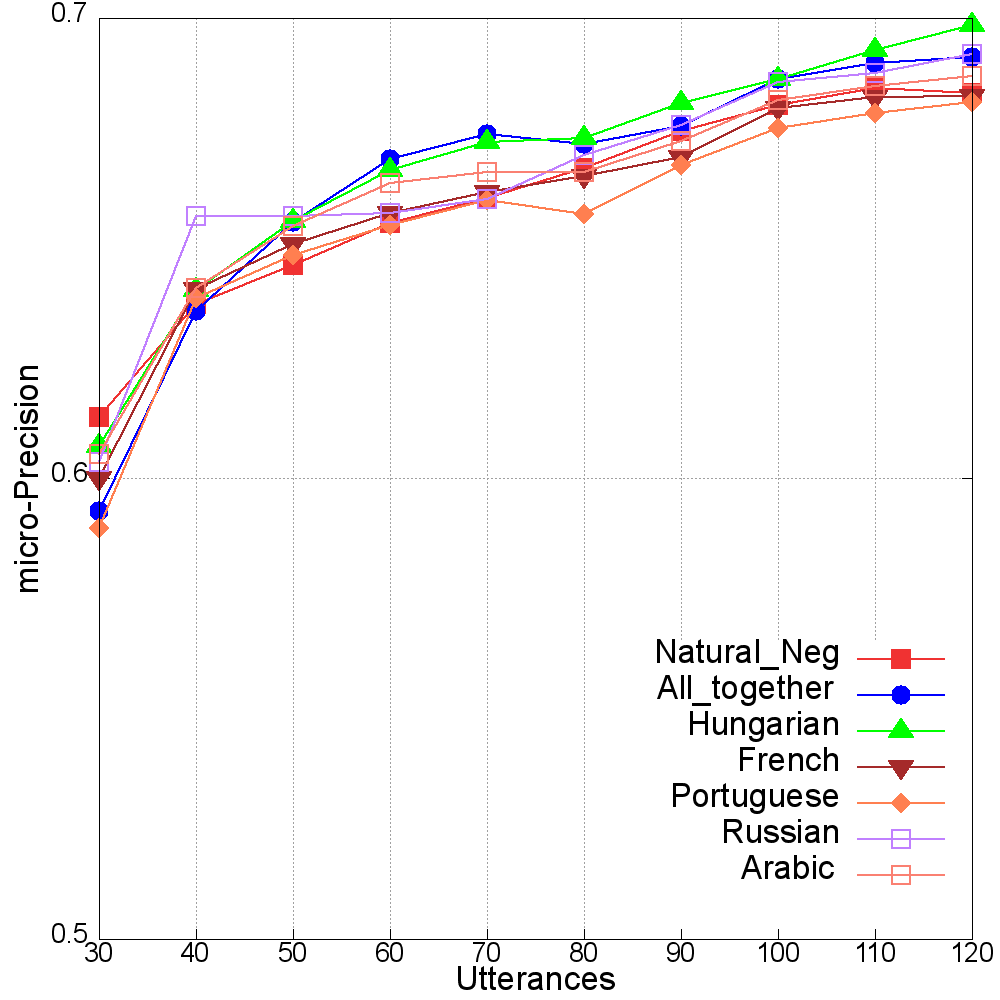 0.7
0.6
0.5
micro-Precision
30 40 50 60 70 80 90 100 110 120
Utterances
Natural_Neg
All_together
Hungarian
French
Portuguese
Russian
Arabic